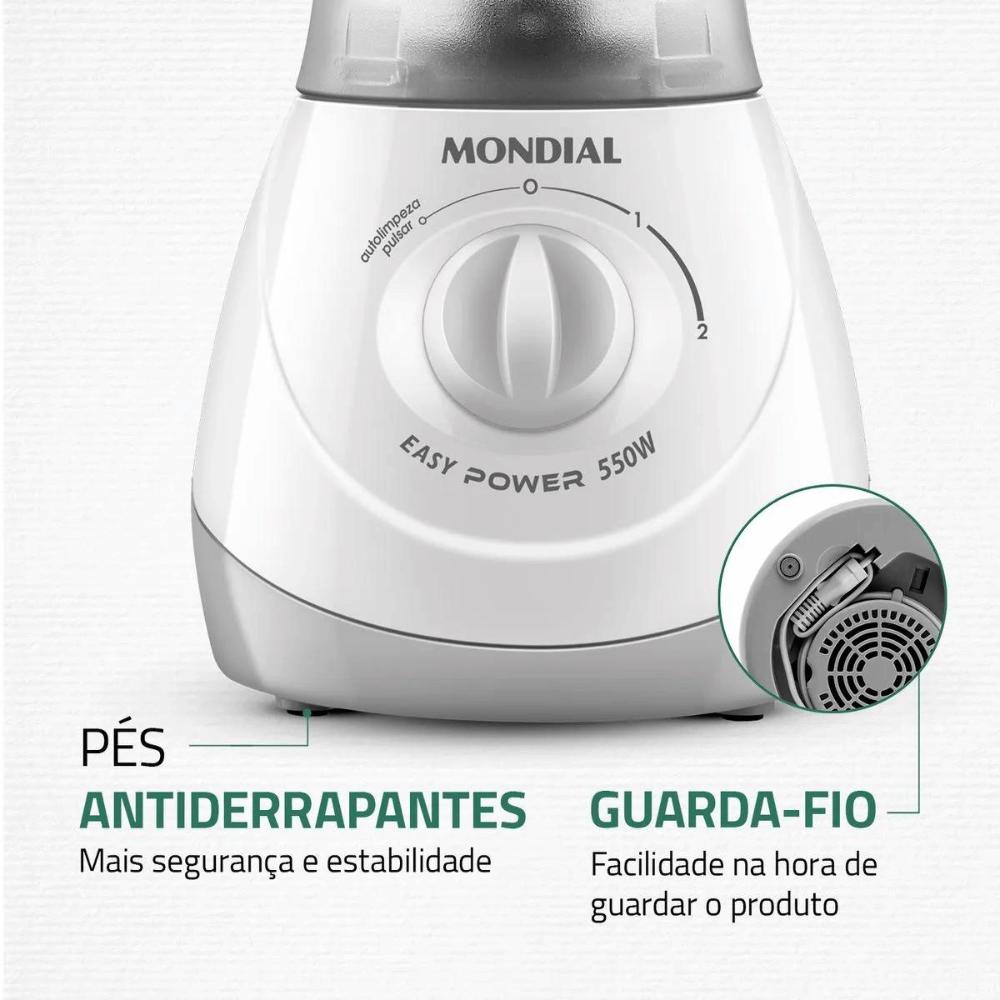 MONDIAL
0
autolimpeza
pulsar
1
2
EASY POWER 550W
PÉS
ANTIDERRAPANTES
Mais segurança e estabilidade
GUARDA-FIO
Facilidade na hora de
guardar o produto